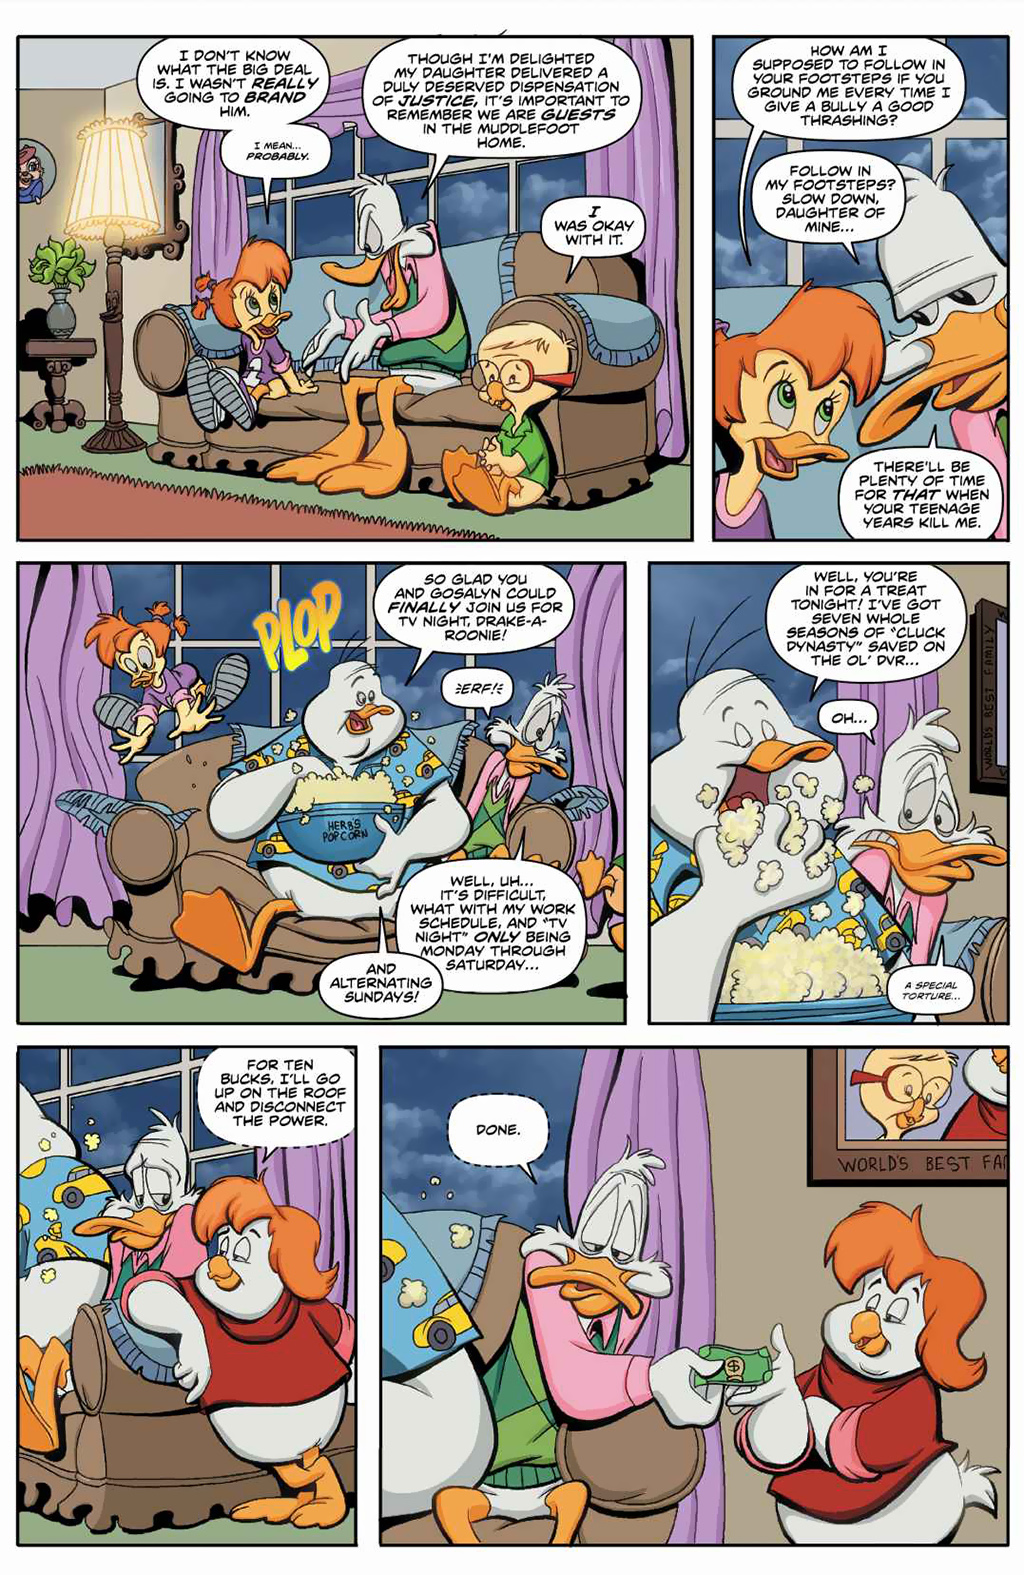 I DON'T KNOW
WHAT THE BIG DEAL
IS. I WASN'T REALLY
GOING TO BRAND
HIM.
I MEAN...
PROBABLY.
THOUGH I'M DELIGHTED
MY DAUGHTER DELIVERED A
DULY DESERVED DISPENSATION
OF JUSTICE, IT'S IMPORTANT TO
REMEMBER WE ARE GUESTS
IN THE MUDDLEFOOT
HOME.
I
WAS OKAY
WITH IT.
HOW AM I
SUPPOSED TO FOLLOW IN
YOUR FOOTSTEPS IF YOU
GROUND ME EVERY TIME I
GIVE A BULLY A GOOD
THRASHING?
FOLLOW IN
MY FOOTSTEPS?
SLOW DOWN,
DAUGHTER OF
MINE...
THERE'LL BE
PLENTY OF TIME
FOR THAT WHEN
YOUR TEENAGE
YEARS KILL ME.
PLOP
SO GLAD YOU
AND GOSALYN COULD
FINALLY JOIN US FOR
TV NIGHT, DRAKE-A-
ROONIE!
ERF!
HERB'S
POPCORN
WELL, UH...
IT'S DIFFICULT,
WHAT WITH MY WORK
SCHEDULE, AND "TV
NIGHT" ONLY BEING
MONDAY THROUGH
SATURDAY...
AND
ALTERNATING
SUNDAYS!
WELL, YOU'RE
IN FOR A TREAT
TONIGHT! I'VE GOT
SEVEN WHOLE
SEASONS OF "CLUCK
DYNASTY" SAVED ON
THE OL' DVR...
OH...
WORLDS BEST FAMILY
A SPECIAL
TORTURE...
FOR TEN
BUCKS, I'LL GO
UP ON THE ROOF
AND DISCONNECT
THE POWER.
DONE.
$
WORLD'S BEST FA